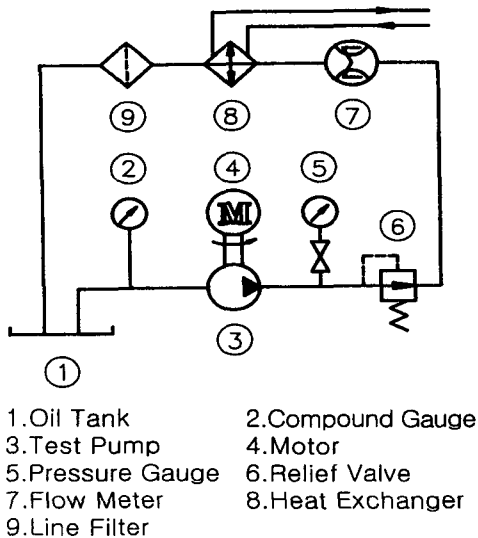 9 8 7
2 4 5
M
6
3
1
1.Oil Tank 2.Compound Gauge
3.Test Pump 4.Motor
5.Pressure Gauge 6.Relief Valve
7.Flow Meter 8.Heat Exchanger
9.Line Filter